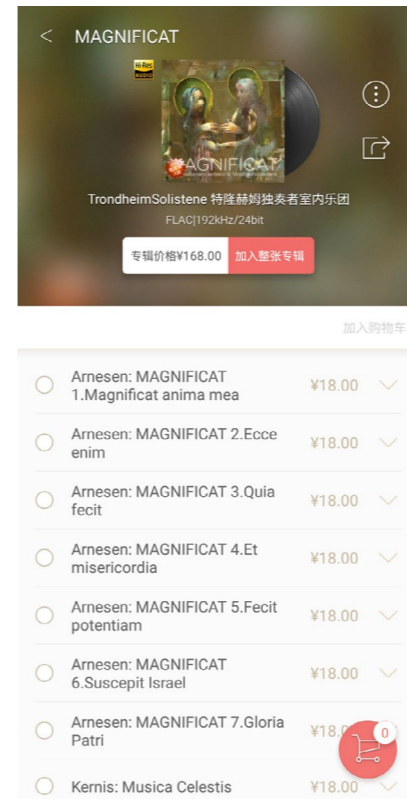 < MAGNIFICAT
Hi-Res
AUDIO
MAGNIFICAT
TrondheimSolistene 特隆赫姆独奏者室内乐团
FLAC|192kHz/24bit
专辑价格¥168.00 加入整张专辑
加入购物车
Arnesen: MAGNIFICAT
1.Magnificat anima mea
¥18.00
Arnesen: MAGNIFICAT 2.Ecce
enim
¥18.00
Arnesen: MAGNIFICAT 3.Quia
fecit
¥18.00
Arnesen: MAGNIFICAT 4.Et
misericordia
¥18.00
Arnesen: MAGNIFICAT 5.Fecit
potentiam
¥18.00
Arnesen: MAGNIFICAT
6.Suscepit Israel
¥18.00
Arnesen: MAGNIFICAT 7.Gloria
Patri
¥18.0
0
Kernis: Musica Celestis
¥18.00